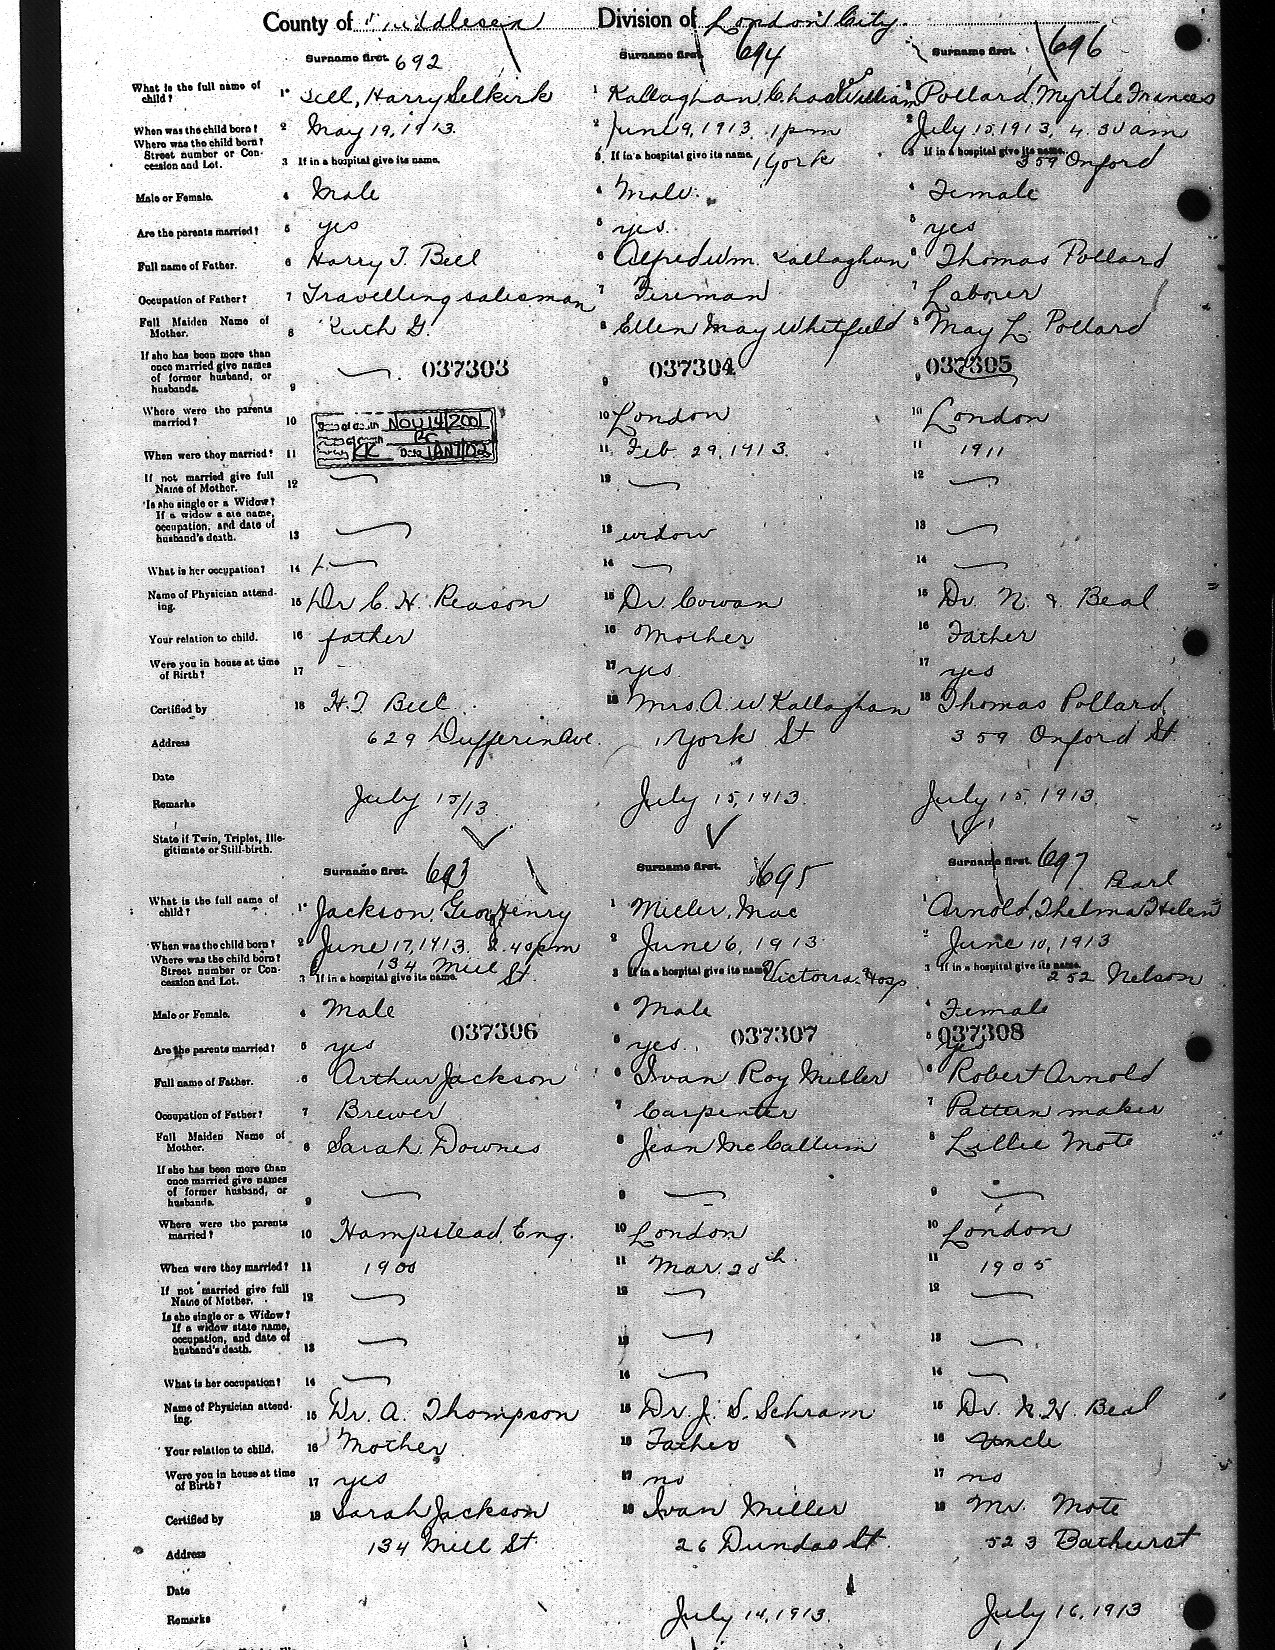 County of Middlesex Division of London City.
Surname first. 692 Surname first. 694 Surname first. 696
What is the full name of child? 1 Bell, Harry Selkirk 1 Kallaghan, Chas William 1 Pollard, Myrtle Frances
When was the child born? 2 May 19, 1913. 2 June 9, 1913, 1 pm 2 July 15, 1913, 4.30 am
Where was the child born? Street number or Concession and Lot. 3 If in a hospital give its name. 3 If in a hospital give its name. 1 York 3 If in a hospital give its name. 359 Oxford
Male or Female. 4 Male 4 Male. 4 Female
Are the parents married? 5 yes 5 yes. 5 yes
Full name of Father. 6 Harry T. Bell 6 Alfred Wm. Kallaghan 6 Thomas Pollard
Occupation of Father? 7 Travelling salesman 7 Fireman 7 Laborer
Full Maiden Name of Mother. 8 G. 8 Ellen May Whitfield 8 May L. Pollard
If she has been more than once married give names of former husband, or husbands. 9 037303 9 037304 9 037305
Where were the parents married? 10 10 London 10 London
NOV 14/2001
BC
KK Date JAN 7/02
When were they married? 11 11 Feb. 29, 1913. 11 1911
If not married give full Name of Mother. 12 12 12
Is she single or a Widow? If a widow state name, occupation, and date of husband's death. 13 13 widow 13
What is her occupation? 14 14 14
Name of Physician attending. 15 Dr C. H. Reason 15 Dr. Cowan 15 Dr. N. & Beal
Your relation to child. 16 father 16 Mother 16 Father
Were you in house at time of Birth? 17 17 yes 17 yes
Certified by 18 H. T. Bell 18 Mrs. A. W Kallaghan 18 Thomas Pollard
Address 629 Dufferin Ave. 1 York St 359 Oxford St
Date
Remarks July 15/13 July 15, 1913. July 15, 1913.
State if Twin, Triplet, Illegitimate or Still-birth.
Surname first. 693 Surname first. 695 Surname first. 697
Pearl
What is the full name of child? 1 Jackson, Geo Henry 1 Miller, Mac 1 Arnold, Thelma Helen
When was the child born? 2 June 17, 1913. 2.40 pm 2 June 6, 1913 2 June 10, 1913
Where was the child born? Street number or Concession and Lot. 3 If in a hospital give its name. 134 Mill St. 3 If in a hospital give its name Victoria Hosp 3 If in a hospital give its name. 252 Nelson
Male or Female. 4 Male 4 Male 4 Female
037306 037307 037308
Are the parents married? 5 yes 5 yes. 5 yes
Full name of Father. 6 Arthur Jackson 6 Ivan Roy Miller 6 Robert Arnold
Occupation of Father? 7 Brewer 7 Carpenter 7 Pattern maker
Full Maiden Name of Mother. 8 Sarah Downes 8 Jean McCallum 8 Lillie Mote
If she has been more than once married give names of former husband, or husbands. 9 9 9
Where were the parents married? 10 Hampstead, Eng. 10 London 10 London
When were they married? 11 1900 11 Mar. 20th. 11 1905
If not married give full Name of Mother. 12 12 12
Is she single or a Widow? If a widow state name, occupation, and date of husband's death. 13 13 13
What is her occupation? 14 14 14
Name of Physician attending. 15 Dr. A. Thompson 15 Dr J. S. Schram 15 Dr. N. H. Beal
Your relation to child. 16 Mother 16 Father 16 Uncle
Were you in house at time of Birth? 17 yes 17 no 17 no
Certified by 18 Sarah Jackson 18 Ivan Miller 18 Mr. Mote
Address 134 Mill St. 26 Dundas St. 523 Bathurst
Date
Remarks July 14, 1913. July 16, 1913